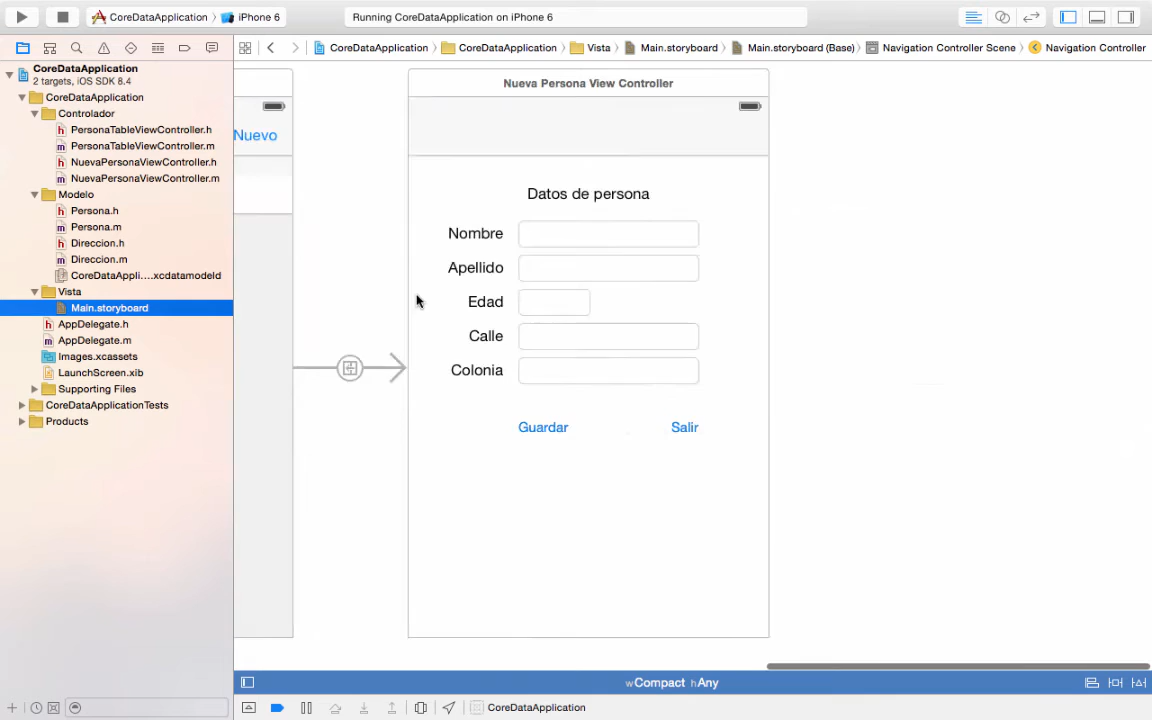 CoreDataApplication
iPhone 6
Running CoreDataApplication on iPhone 6
CoreDataApplication
CoreDataApplication
Vista
Main.storyboard
Main.storyboard (Base)
Navigation Controller Scene
Navigation Controller
CoreDataApplication
2 targets, iOS SDK 8.4
CoreDataApplication
Controlador
PersonaTableViewController.h
PersonaTableViewController.m
NuevaPersonaViewController.h
NuevaPersonaViewController.m
Modelo
Persona.h
Persona.m
Direccion.h
Direccion.m
CoreDataAppli....xcdatamodeld
Vista
Main.storyboard
AppDelegate.h
AppDelegate.m
Images.xcassets
LaunchScreen.xib
Supporting Files
CoreDataApplicationTests
Products
Nuevo
Nueva Persona View Controller
Datos de persona
Nombre
Apellido
Edad
Calle
Colonia
Guardar Salir
wCompact hAny
CoreDataApplication